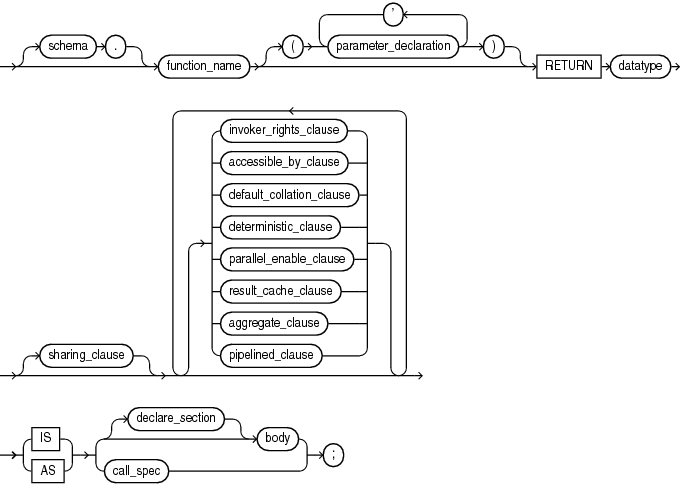 ,
schema . ( parameter_declaration )
function_name RETURN datatype
invoker_rights_clause
accessible_by_clause
default_collation_clause
deterministic_clause
parallel_enable_clause
result_cache_clause
aggregate_clause
sharing_clause pipelined_clause
declare_section
IS body
AS call_spec ;